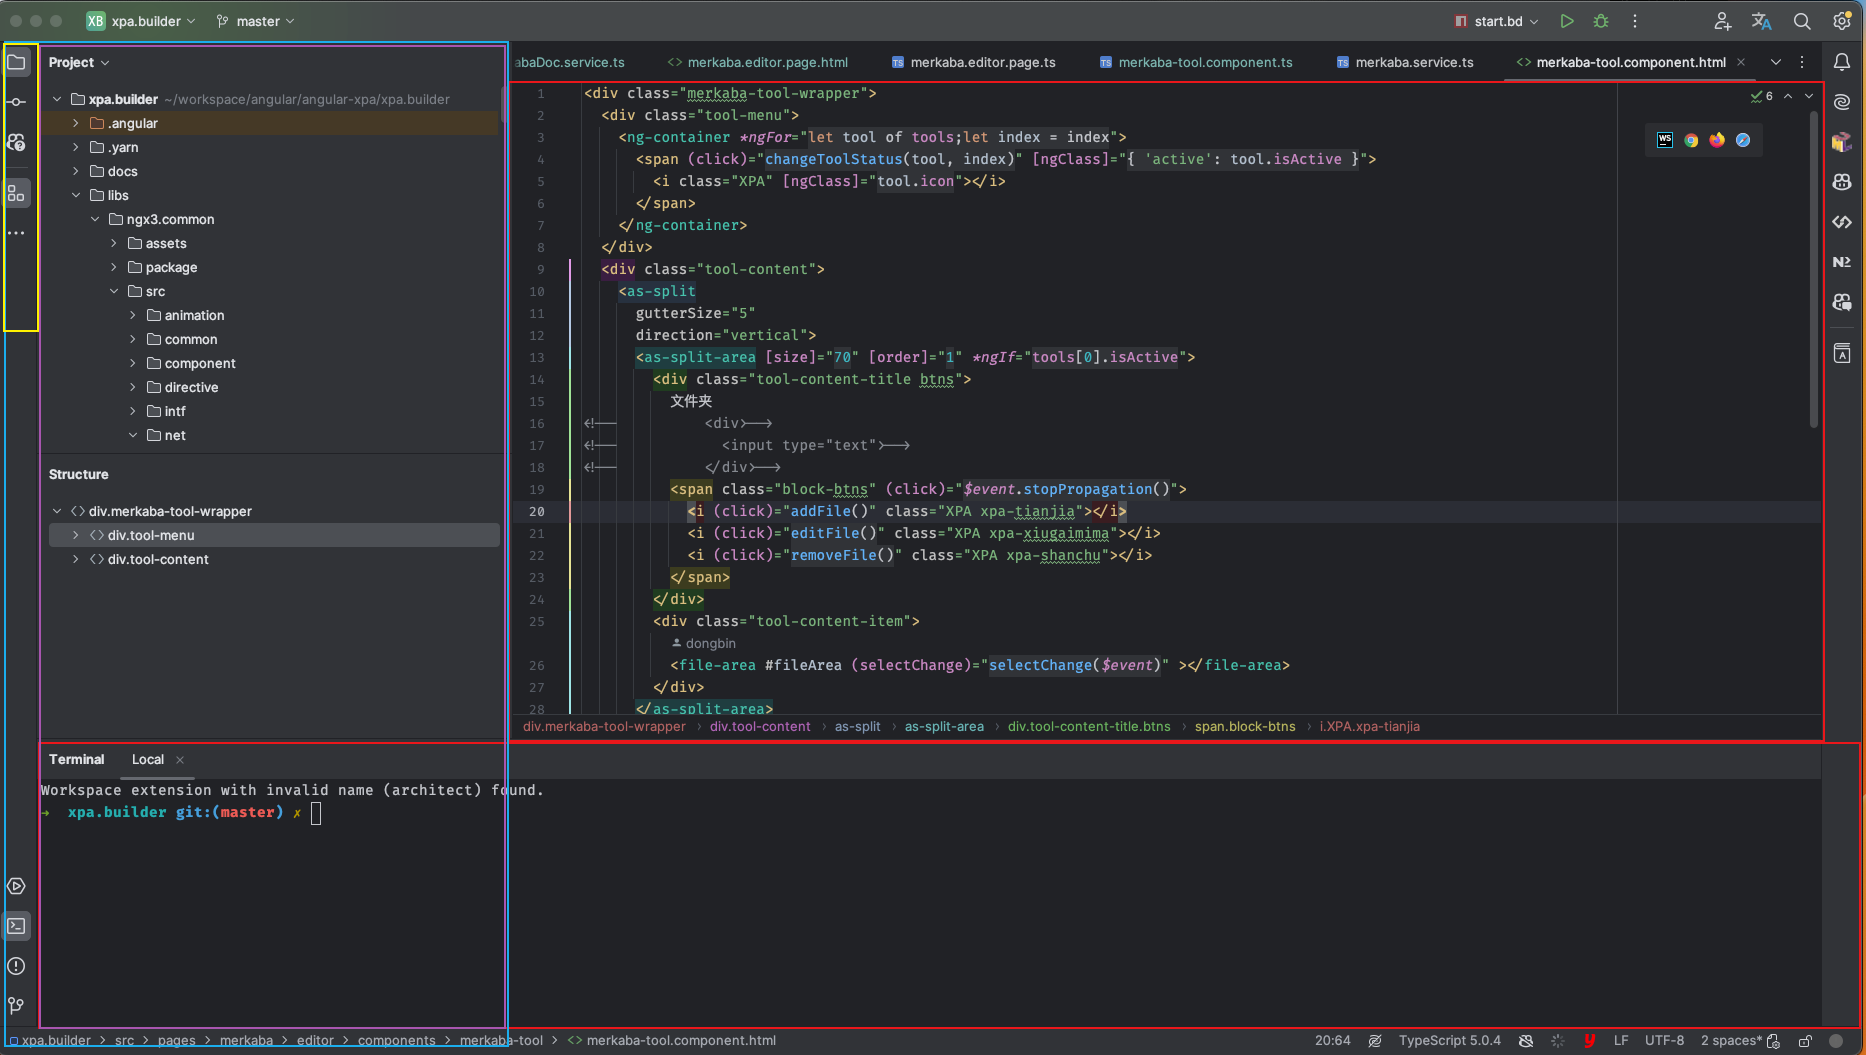 XB xpa.builder master start.bd
Project
xpa.builder ~/workspace/angular/angular-xpa/xpa.builder
.angular
.yarn
docs
libs
ngx3.common
assets
package
src
animation
common
component
directive
intf
net
Structure
<> div.merkaba-tool-wrapper
<> div.tool-menu
<> div.tool-content
abaDoc.service.ts <> merkaba.editor.page.html TS merkaba.editor.page.ts TS merkaba-tool.component.ts TS merkaba.service.ts <> merkaba-tool.component.html
6
WS
N2
A
1 <div class="merkaba-tool-wrapper">
2 <div class="tool-menu">
3 <ng-container *ngFor="let tool of tools;let index = index">
4 <span (click)="changeToolStatus(tool, index)" [ngClass]="{ 'active': tool.isActive }">
5 <i class="XPA" [ngClass]="tool.icon"></i>
6 </span>
7 </ng-container>
8 </div>
9 <div class="tool-content">
10 <as-split
11 gutterSize="5"
12 direction="vertical">
13 <as-split-area [size]="70" [order]="1" *ngIf="tools[0].isActive">
14 <div class="tool-content-title btns">
15 文件夹
16 <!-- <div>-->
17 <!-- <input type="text">-->
18 <!-- </div>-->
19 <span class="block-btns" (click)="$event.stopPropagation()">
20 <i (click)="addFile()" class="XPA xpa-tianjia"></i>
21 <i (click)="editFile()" class="XPA xpa-xiugaimima"></i>
22 <i (click)="removeFile()" class="XPA xpa-shanchu"></i>
23 </span>
24 </div>
25 <div class="tool-content-item">
dongbin
26 <file-area #fileArea (selectChange)="selectChange($event)" ></file-area>
27 </div>
28 </as-split-area>
div.merkaba-tool-wrapper › div.tool-content › as-split › as-split-area › div.tool-content-title.btns › span.block-btns › i.XPA.xpa-tianjia
Terminal Local
Workspace extension with invalid name (architect) found.
→ xpa.builder git:(master) ✗
xpa.builder › src › pages › merkaba › editor › components › merkaba-tool › <> merkaba-tool.component.html 20:64 TypeScript 5.0.4 y LF UTF-8 2 spaces*